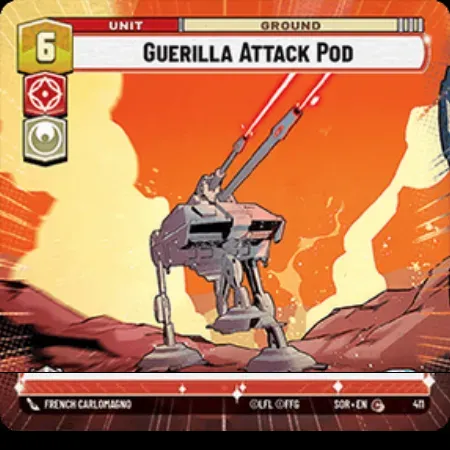 UNIT GROUND
6 GUERILLA ATTACK POD
FRENCH CARLOMAGNO ©LFL ©FFG SOR • EN 411